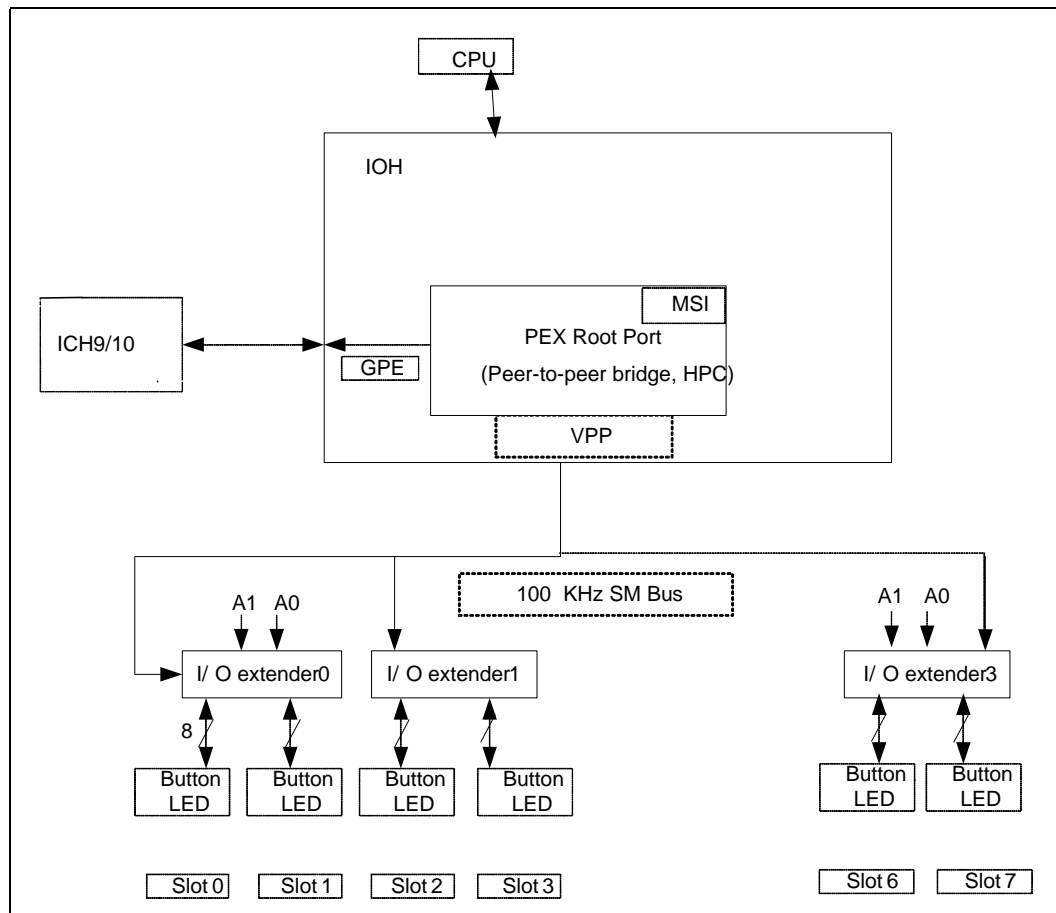 CPU
IOH
MSI
PEX Root Port
(Peer-to-peer bridge, HPC)
ICH9/10
GPE
VPP
100 KHz SM Bus
A1 A0
A1 A0
I/ O extender0
I/ O extender1
I/ O extender3
8
Button
LED
Button
LED
Button
LED
Button
LED
Button
LED
Button
LED
Slot 0
Slot 1
Slot 2
Slot 3
Slot 6
Slot 7